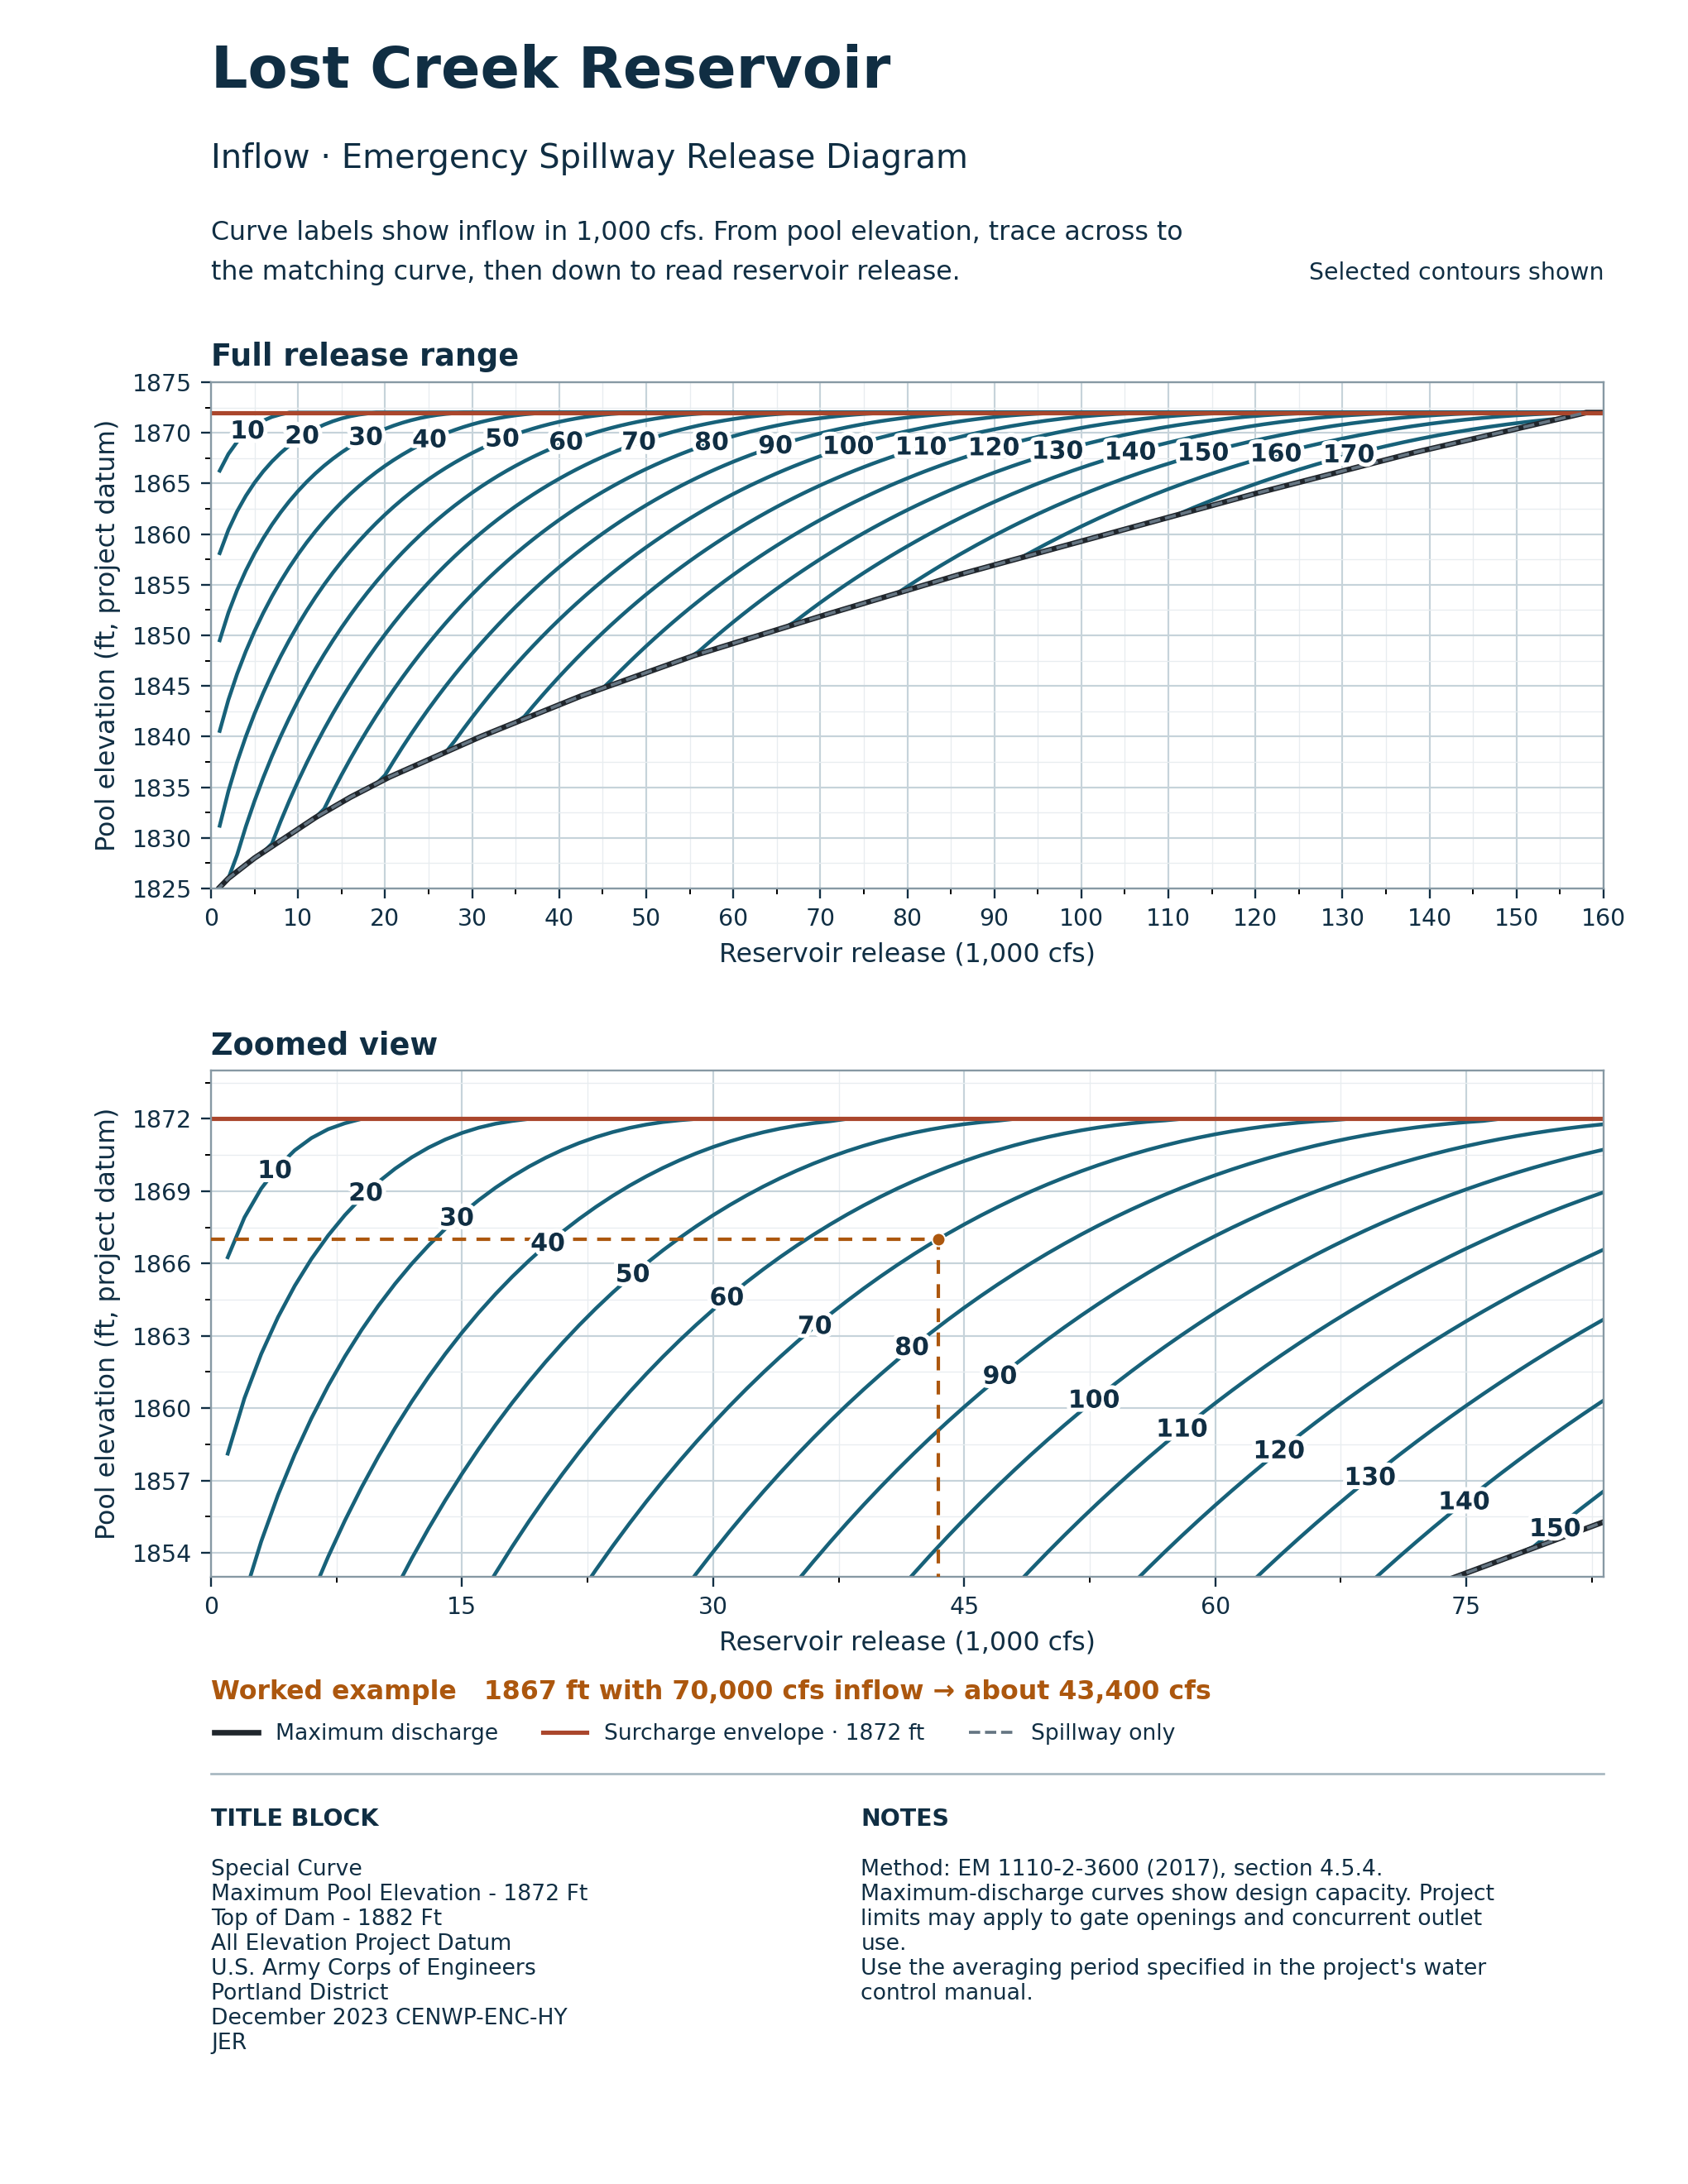 Lost Creek Reservoir
Inflow · Emergency Spillway Release Diagram
Curve labels show inflow in 1,000 cfs. From pool elevation, trace across to
the matching curve, then down to read reservoir release.
Selected contours shown
Full release range
Pool elevation (ft, project datum)
1875
1870
1865
1860
1855
1850
1845
1840
1835
1830
1825
10 20 30 40 50 60 70 80 90 100 110 120 130 140 150 160 170
0 10 20 30 40 50 60 70 80 90 100 110 120 130 140 150 160
Reservoir release (1,000 cfs)
Zoomed view
Pool elevation (ft, project datum)
1872
1869
1866
1863
1860
1857
1854
10
20
30
40
50
60
70
80
90
100
110
120
130
140
150
0 15 30 45 60 75
Reservoir release (1,000 cfs)
Worked example 1867 ft with 70,000 cfs inflow → about 43,400 cfs
Maximum discharge Surcharge envelope · 1872 ft Spillway only
TITLE BLOCK
Special Curve
Maximum Pool Elevation - 1872 Ft
Top of Dam - 1882 Ft
All Elevation Project Datum
U.S. Army Corps of Engineers
Portland District
December 2023 CENWP-ENC-HY
JER
NOTES
Method: EM 1110-2-3600 (2017), section 4.5.4.
Maximum-discharge curves show design capacity. Project
limits may apply to gate openings and concurrent outlet
use.
Use the averaging period specified in the project's water
control manual.